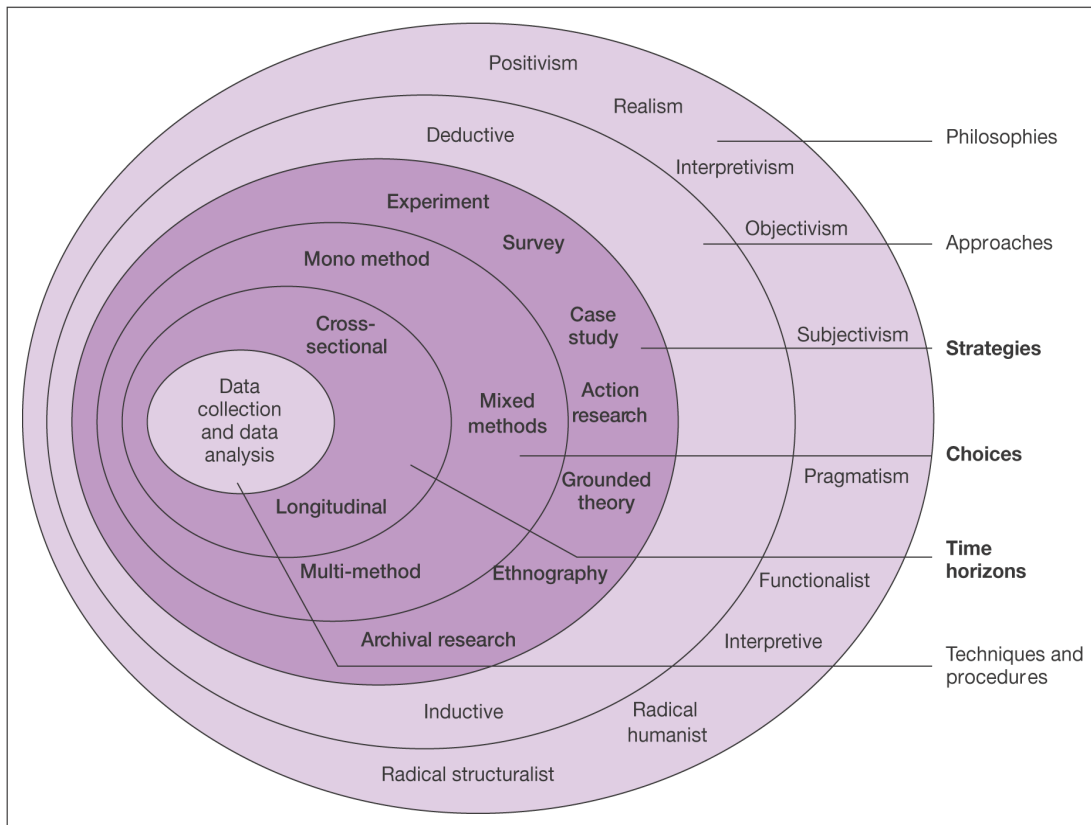 Positivism
Realism
Deductive
Philosophies
Interpretivism
Experiment
Objectivism
Survey
Approaches
Mono method
Case
study
Cross-
sectional
Subjectivism
Strategies
Data
collection
and data
analysis
Mixed
methods
Action
research
Choices
Grounded
theory
Pragmatism
Longitudinal
Time
horizons
Multi-method
Ethnography
Functionalist
Archival research
Interpretive
Techniques and
procedures
Inductive
Radical
humanist
Radical structuralist